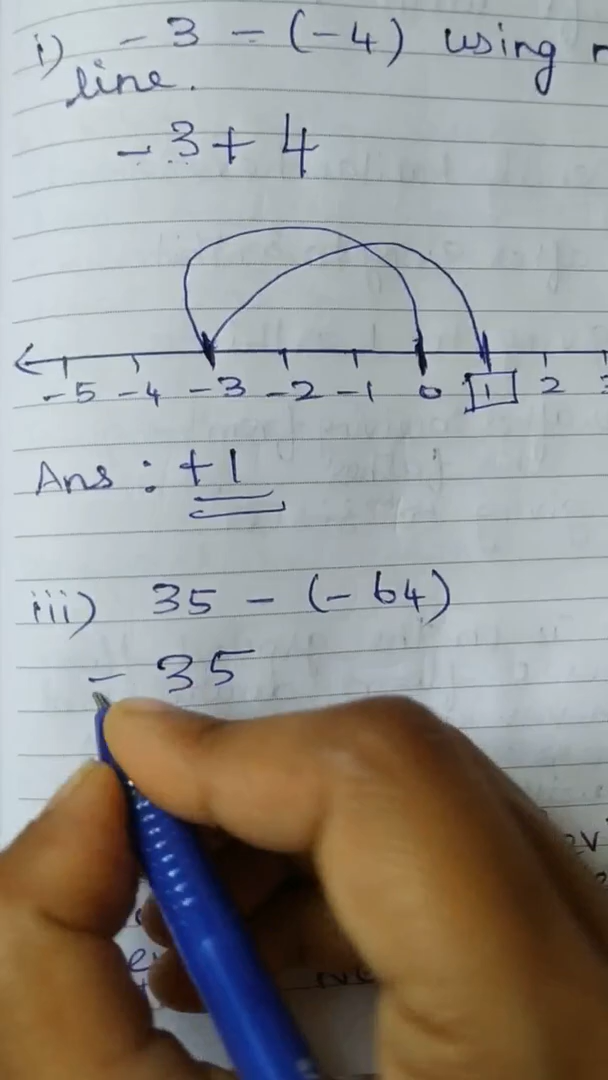 i) - 3 - (-4) using
line.
- 3 + 4
-5 -4 -3 -2 -1 0 1 2
Ans : +1
iii) 35 - (- 64)
- 35